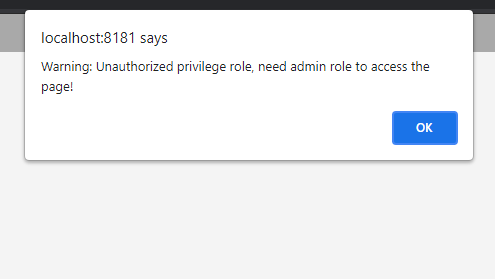 localhost:8181 says
Warning: Unauthorized privilege role, need admin role to access the
page!
OK